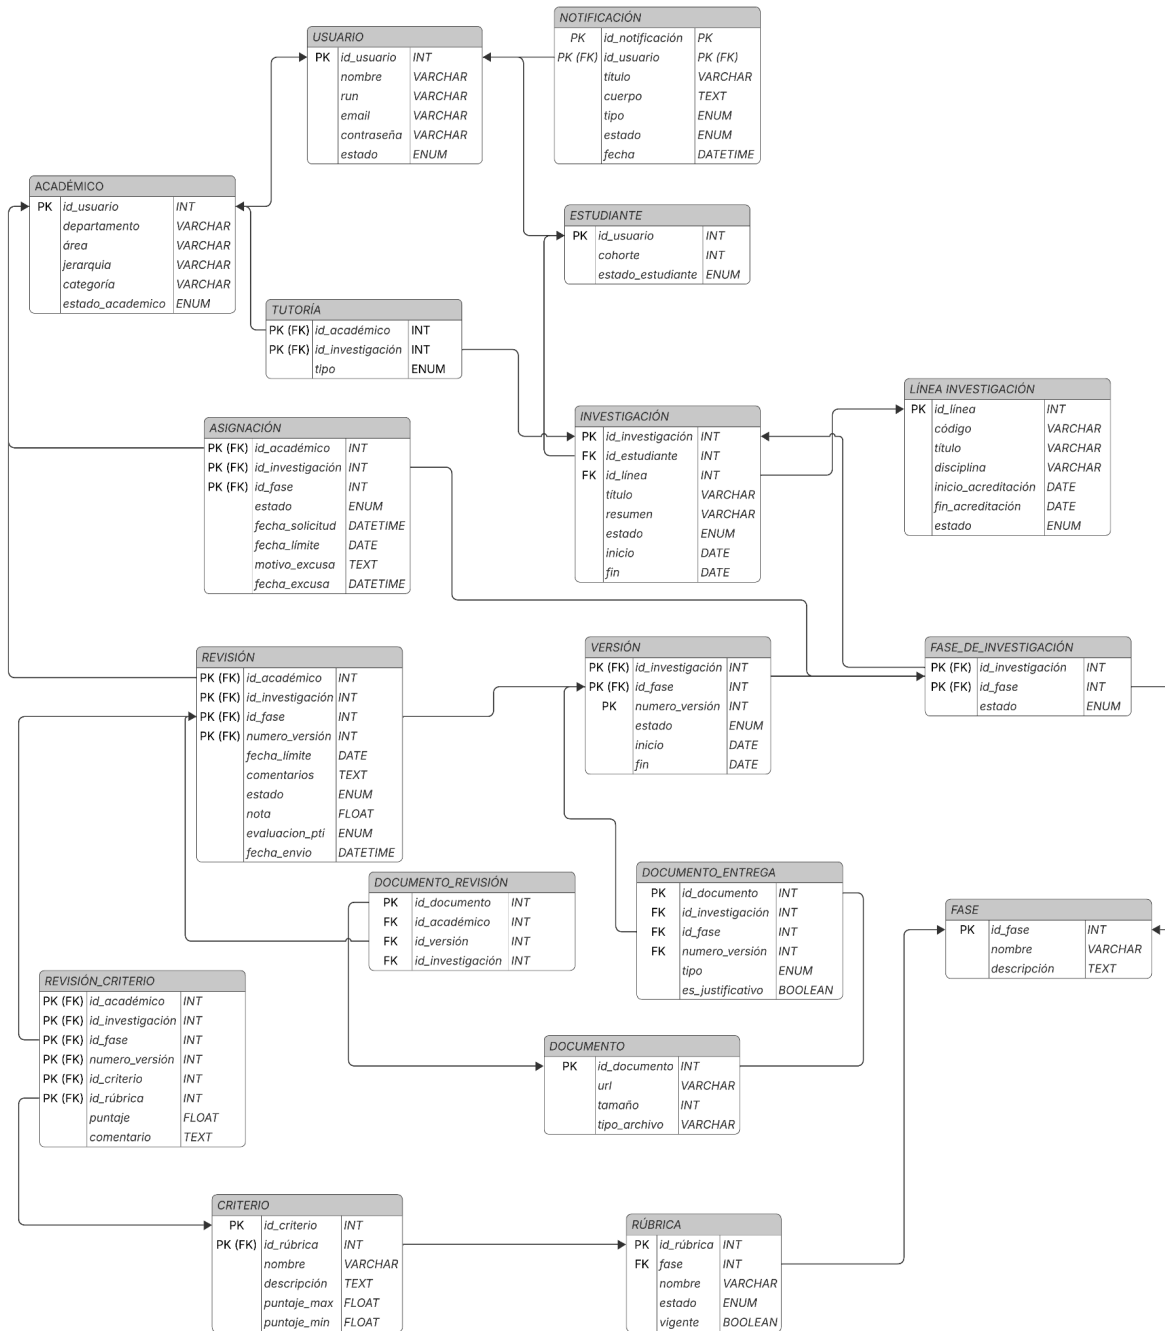 NOTIFICACIÓN
PK id_notificación PK
PK (FK) id_usuario PK (FK)
título VARCHAR
cuerpo TEXT
tipo ENUM
estado ENUM
fecha DATETIME
USUARIO
PK id_usuario INT
nombre VARCHAR
run VARCHAR
email VARCHAR
contraseña VARCHAR
estado ENUM
ACADÉMICO
PK id_usuario INT
departamento VARCHAR
área VARCHAR
jerarquia VARCHAR
categoría VARCHAR
estado_academico ENUM
ESTUDIANTE
PK id_usuario INT
cohorte INT
estado_estudiante ENUM
TUTORÍA
PK (FK) id_académico INT
PK (FK) id_investigación INT
tipo ENUM
LÍNEA INVESTIGACIÓN
PK id_línea INT
código VARCHAR
título VARCHAR
disciplina VARCHAR
inicio_acreditación DATE
fin_acreditación DATE
estado ENUM
INVESTIGACIÓN
PK id_investigación INT
FK id_estudiante INT
FK id_línea INT
título VARCHAR
resumen VARCHAR
estado ENUM
inicio DATE
fin DATE
ASIGNACIÓN
PK (FK) id_académico INT
PK (FK) id_investigación INT
PK (FK) id_fase INT
estado ENUM
fecha_solicitud DATETIME
fecha_límite DATE
motivo_excusa TEXT
fecha_excusa DATETIME
REVISIÓN
PK (FK) id_académico INT
PK (FK) id_investigación INT
PK (FK) id_fase INT
PK (FK) numero_versión INT
fecha_límite DATE
comentarios TEXT
estado ENUM
nota FLOAT
evaluacion_pti ENUM
fecha_envio DATETIME
VERSIÓN
PK (FK) id_investigación INT
PK (FK) id_fase INT
PK numero_versión INT
estado ENUM
inicio DATE
fin DATE
FASE_DE_INVESTIGACIÓN
PK (FK) id_investigación INT
PK (FK) id_fase INT
estado ENUM
DOCUMENTO_REVISIÓN
PK id_documento INT
FK id_académico INT
FK id_versión INT
FK id_investigación INT
DOCUMENTO_ENTREGA
PK id_documento INT
FK id_investigación INT
FK id_fase INT
FK numero_versión INT
tipo ENUM
es_justificativo BOOLEAN
FASE
PK id_fase INT
nombre VARCHAR
descripción TEXT
REVISIÓN_CRITERIO
PK (FK) id_académico INT
PK (FK) id_investigación INT
PK (FK) id_fase INT
PK (FK) numero_versión INT
PK (FK) id_criterio INT
PK (FK) id_rúbrica INT
puntaje FLOAT
comentario TEXT
DOCUMENTO
PK id_documento INT
url VARCHAR
tamaño INT
tipo_archivo VARCHAR
CRITERIO
PK id_criterio INT
PK (FK) id_rúbrica INT
nombre VARCHAR
descripción TEXT
puntaje_max FLOAT
puntaje_min FLOAT
RÚBRICA
PK id_rúbrica INT
FK fase INT
nombre VARCHAR
estado ENUM
vigente BOOLEAN